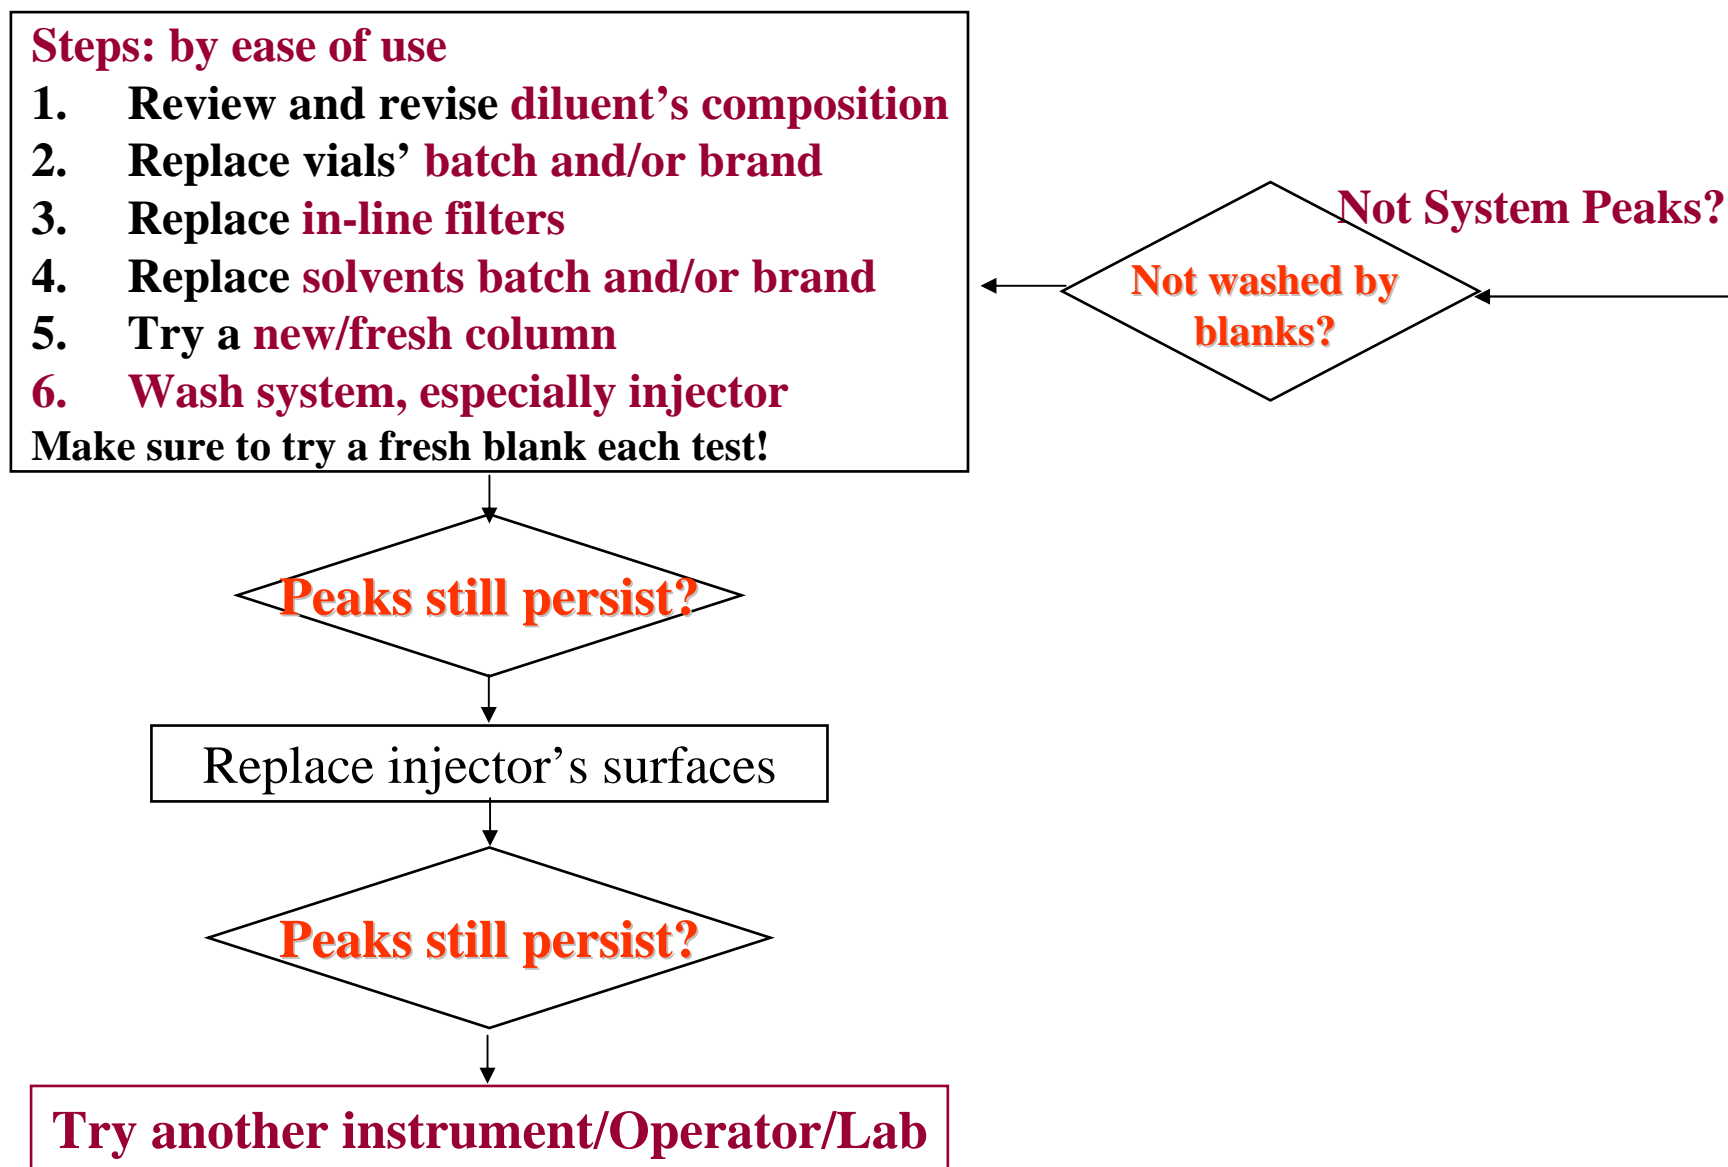 Steps: by ease of use
1. Review and revise diluent’s composition
2. Replace vials’ batch and/or brand
3. Replace in-line filters
4. Replace solvents batch and/or brand
5. Try a new/fresh column
6. Wash system, especially injector
Make sure to try a fresh blank each test!
Not System Peaks?
Not washed by
blanks?
Peaks still persist?
Replace injector’s surfaces
Peaks still persist?
Try another instrument/Operator/Lab